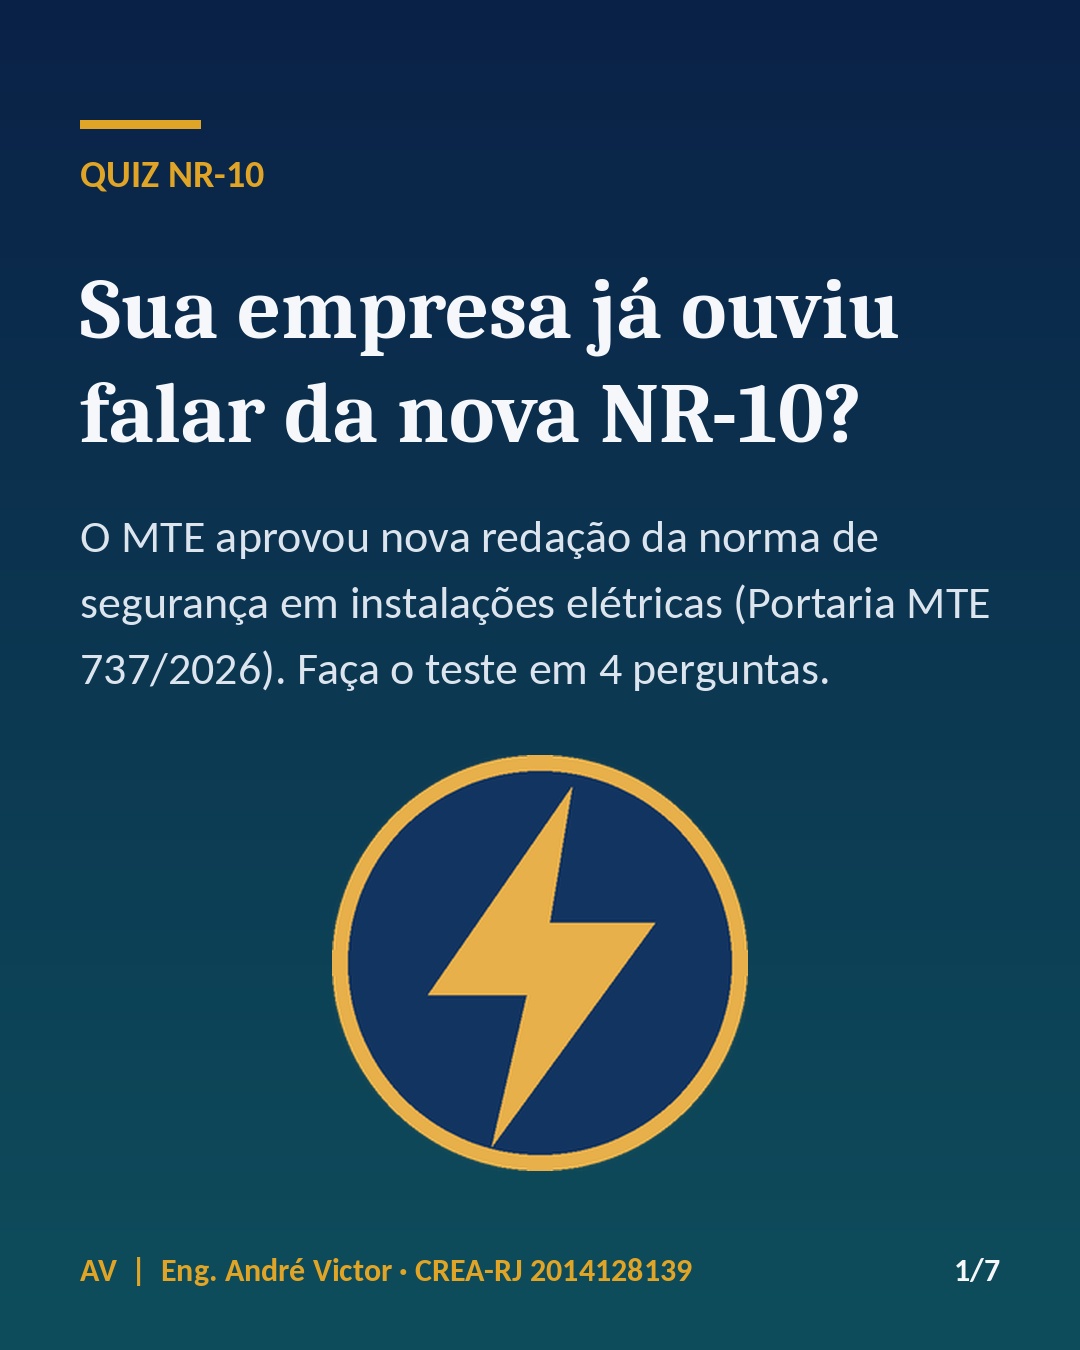 QUIZ NR-10
Sua empresa já ouviu
falar da nova NR-10?
O MTE aprovou nova redação da norma de
segurança em instalações elétricas (Portaria MTE
737/2026). Faça o teste em 4 perguntas.
AV | Eng. André Victor · CREA-RJ 2014128139
1/7